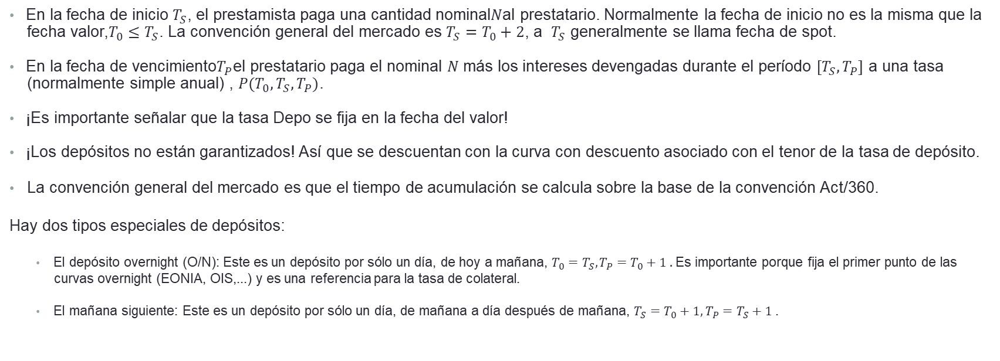 • En la fecha de inicio T_S, el prestamista paga una cantidad nominalNal prestatario. Normalmente la fecha de inicio no es la misma que la
fecha valor,T_0 ≤ T_S. La convención general del mercado es T_S = T_0 + 2, a T_S generalmente se llama fecha de spot.
• En la fecha de vencimientoT_P el prestatario paga el nominal N más los intereses devengadas durante el período [T_S, T_P] a una tasa
(normalmente simple anual) , P(T_0, T_S, T_P).
• ¡Es importante señalar que la tasa Depo se fija en la fecha del valor!
• ¡Los depósitos no están garantizados! Así que se descuentan con la curva con descuento asociado con el tenor de la tasa de depósito.
• La convención general del mercado es que el tiempo de acumulación se calcula sobre la base de la convención Act/360.
Hay dos tipos especiales de depósitos:
• El depósito overnight (O/N): Este es un depósito por sólo un día, de hoy a mañana, T_0 = T_S, T_P = T_0 + 1 . Es importante porque fija el primer punto de las
curvas overnight (EONIA, OIS,...) y es una referencia para la tasa de colateral.
• El mañana siguiente: Este es un depósito por sólo un día, de mañana a día después de mañana, T_S = T_0 + 1, T_P = T_S + 1 .